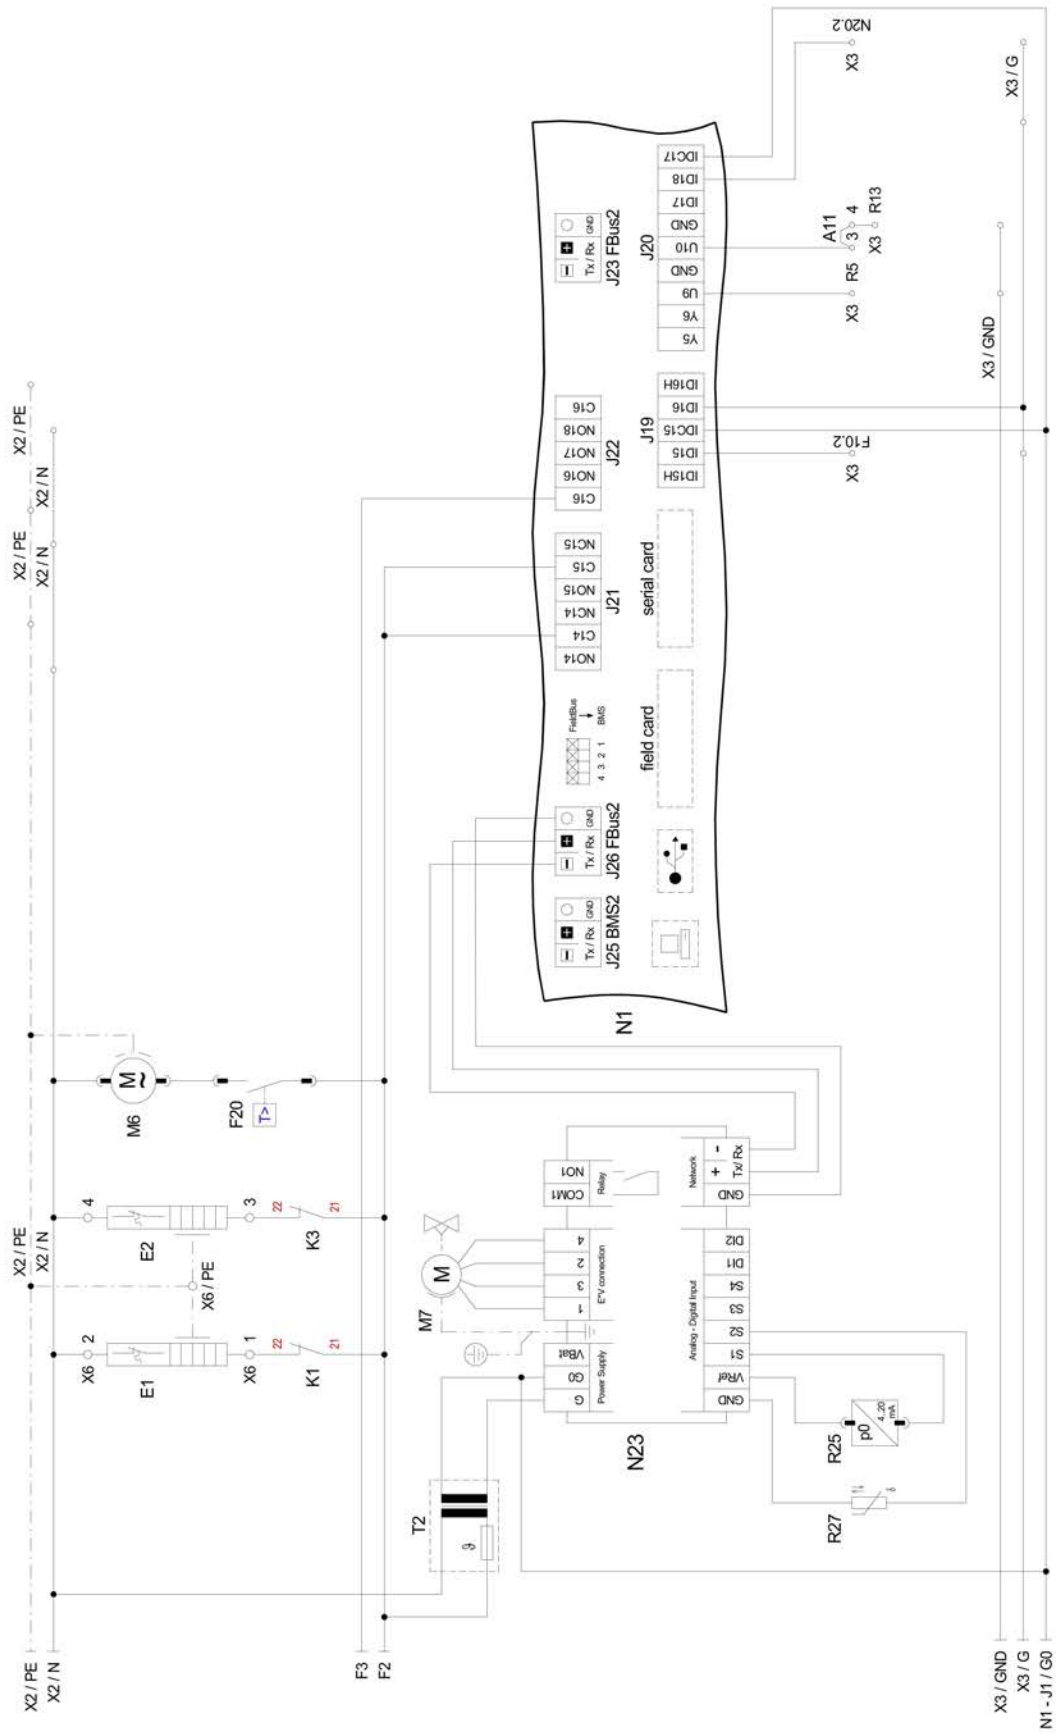 X2 / PE
X2 / N
X2 / PE
X2 / N
X2 / PE
X2 / N
X2 / PE
X2 / N
X6
2
E1
X6
1
22
21
K1
X6 / PE
4
E2
3
22
21
K3
M6
M
~
F20
T>
F3
F2
T2
ϑ
M7
M
N23
G
G0
VBat
Power Supply
1
3
2
4
E*V connection
COM1
NO1
Relay
GND
VRef
S1
S2
S3
S4
DI1
DI2
Analog - Digital Input
GND
+
-
Tx/ Rx
Network
R25
p0
4..20
mA
R27
ϑ
N1
Tx / Rx
GND
J25 BMS2
Tx / Rx
GND
J26 FBus2
FieldBus
BMS
4 3 2 1
NO14
C14
NC14
NO15
C15
NC15
J21
C16
NO16
NO17
NO18
C16
J22
Tx / Rx
GND
J23 FBus2
field card
serial card
ID15H
ID15
IDC15
ID16
ID16H
J19
Y5
Y6
U9
GND
U10
GND
ID17
ID18
IDC17
J20
X3
F10.2
X3
R5
A11
3
4
X3
R13
X3
N20.2
X3 / GND
X3 / G
X3 / GND
X3 / G
N1 - J1 / G0